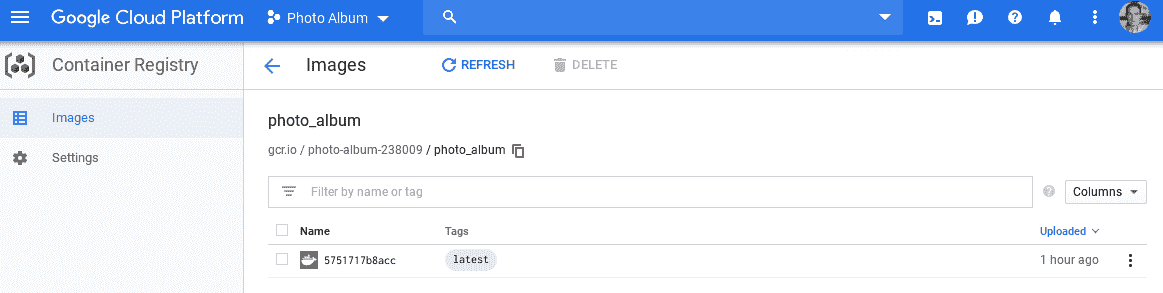 Google Cloud Platform Photo Album
Container Registry Images REFRESH DELETE
Images
Settings
photo_album
gcr.io / photo-album-238009 / photo_album
Filter by name or tag Columns
Name Tags Uploaded
5751717b8acc latest 1 hour ago